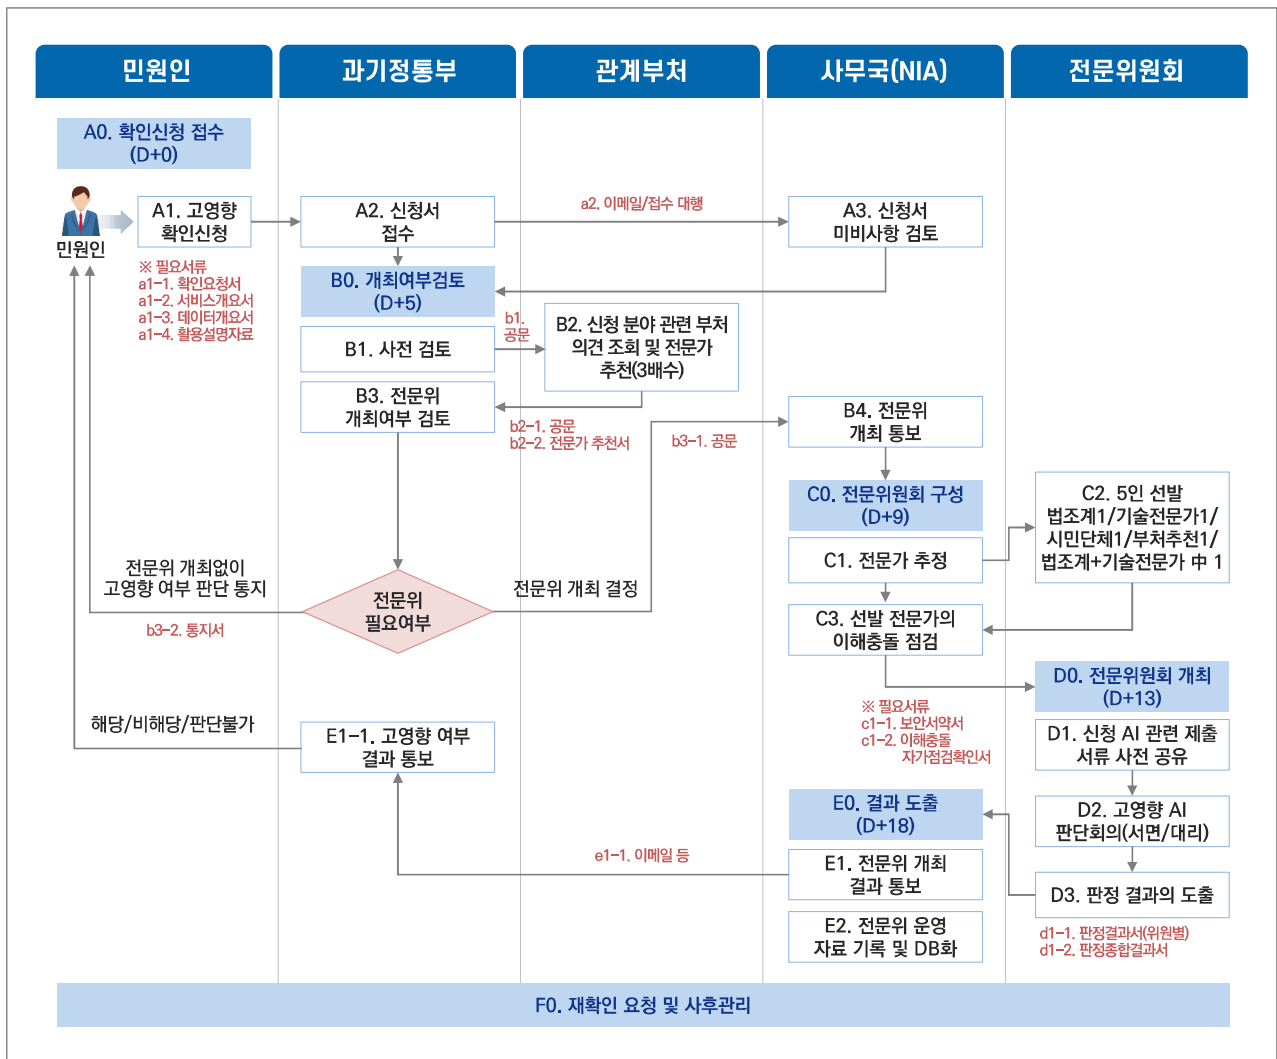 민원인
과기정통부
관계부처
사무국(NIA)
전문위원회
A0. 확인신청 접수
(D+0)
민원인
A1. 고영향
확인신청
※ 필요서류
a1-1. 확인요청서
a1-2. 서비스개요서
a1-3. 데이터개요서
a1-4. 활용설명자료
A2. 신청서
접수
a2. 이메일/접수 대행
A3. 신청서
미비사항 검토
B0. 개최여부검토
(D+5)
B1. 사전 검토
b1.
공문
B2. 신청 분야 관련 부처
의견 조회 및 전문가
추천(3배수)
B3. 전문위
개최여부 검토
b2-1. 공문
b2-2. 전문가 추천서
b3-1. 공문
B4. 전문위
개최 통보
C0. 전문위원회 구성
(D+9)
C1. 전문가 추정
C2. 5인 선발
법조계1/기술전문가1/
시민단체1/부처추천1/
법조계+기술전문가 中 1
전문위
필요여부
전문위 개최없이
고영향 여부 판단 통지
b3-2. 통지서
전문위 개최 결정
C3. 선발 전문가의
이해충돌 점검
※ 필요서류
c1-1. 보안서약서
c1-2. 이해충돌
자가점검확인서
D0. 전문위원회 개최
(D+13)
D1. 신청 AI 관련 제출
서류 사전 공유
D2. 고영향 AI
판단회의(서면/대리)
D3. 판정 결과의 도출
d1-1. 판정결과서(위원별)
d1-2. 판정종합결과서
해당/비해당/판단불가
E1-1. 고영향 여부
결과 통보
E0. 결과 도출
(D+18)
e1-1. 이메일 등
E1. 전문위 개최
결과 통보
E2. 전문위 운영
자료 기록 및 DB화
F0. 재확인 요청 및 사후관리